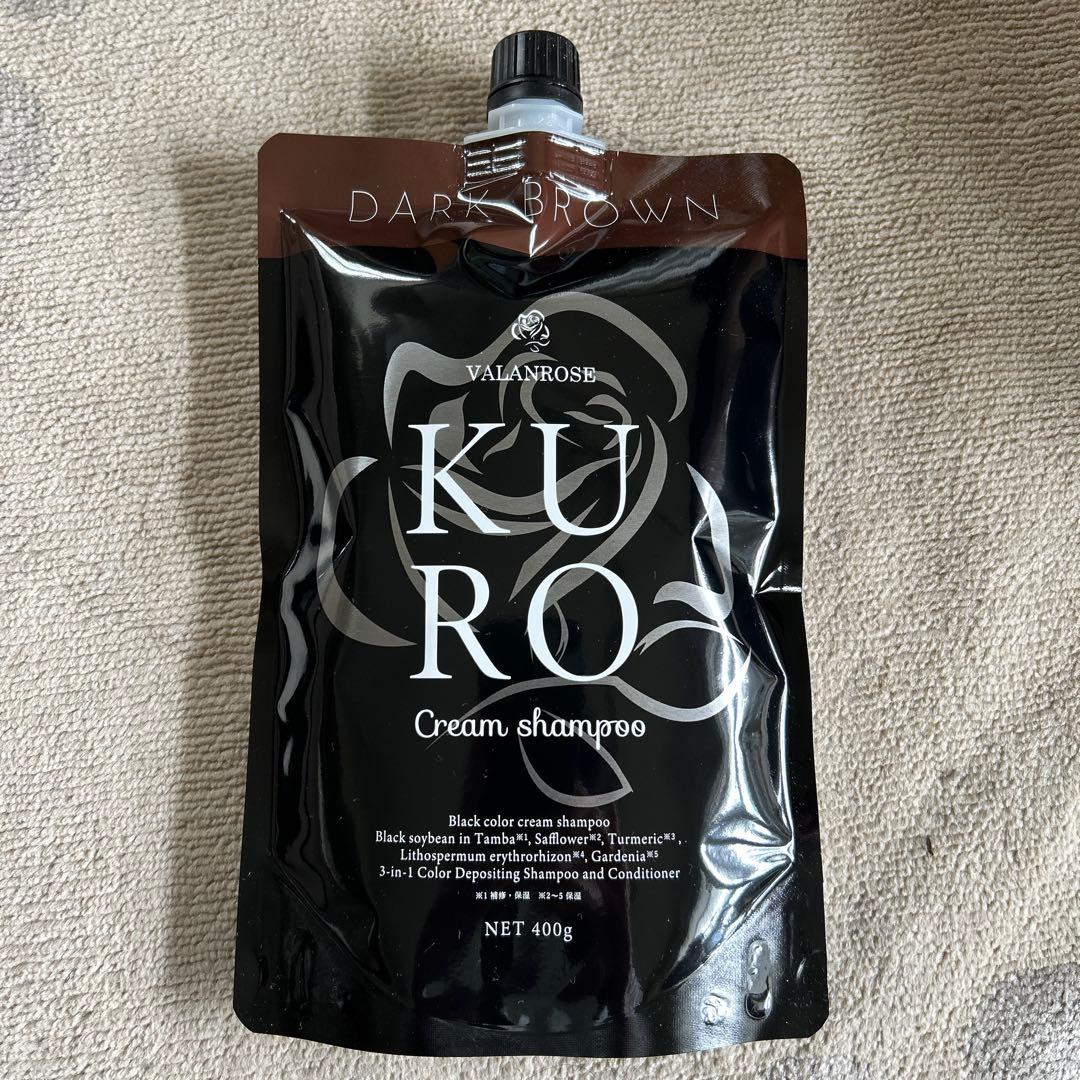 DARK BROWN
VALANROSE
KU
RO
Cream shampoo
Black color cream shampoo
Black soybean in Tamba※1, Safflower※2, Turmeric※3,
Lithospermum erythrorhizon※4, Gardenia※5
3-in-1 Color Depositing Shampoo and Conditioner
※1 補修・保湿 ※2〜5 保湿
NET 400g